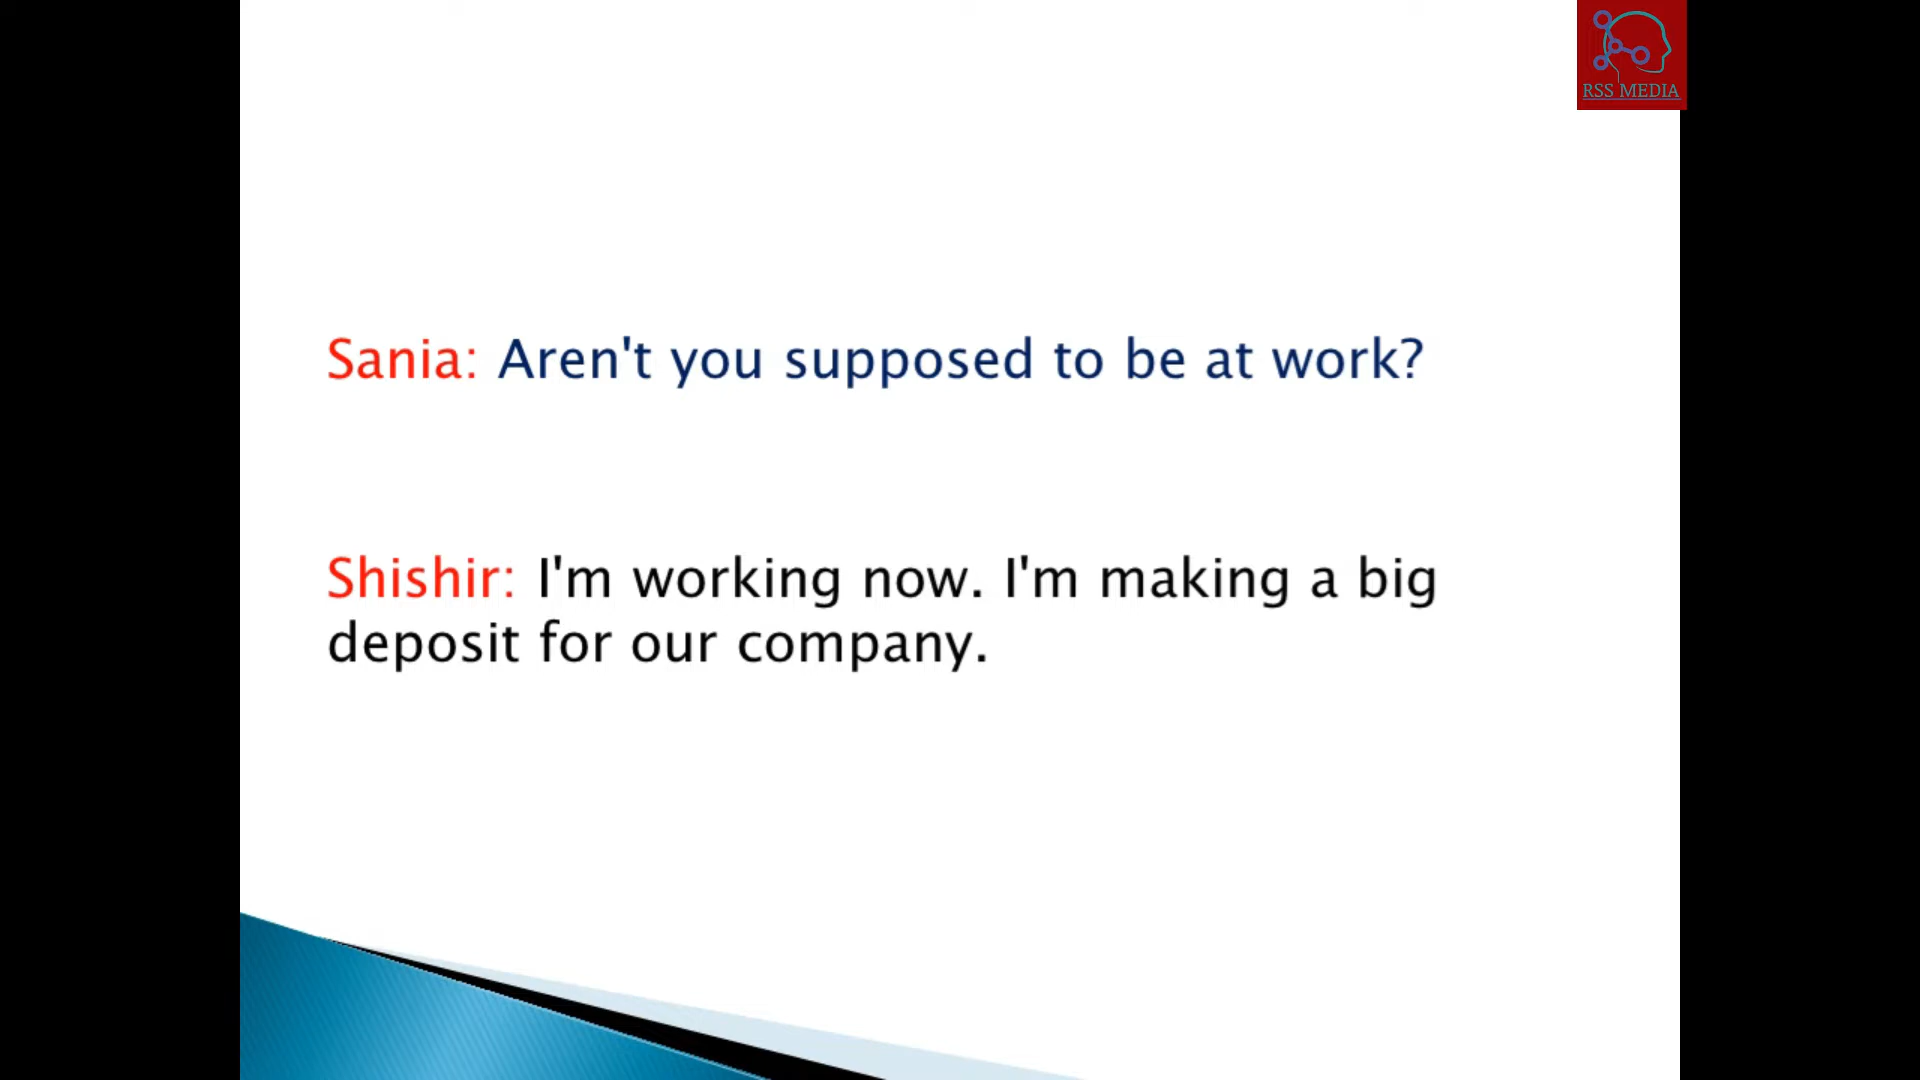 RSS MEDIA
Sania: Aren't you supposed to be at work?
Shishir: I'm working now. I'm making a big
deposit for our company.